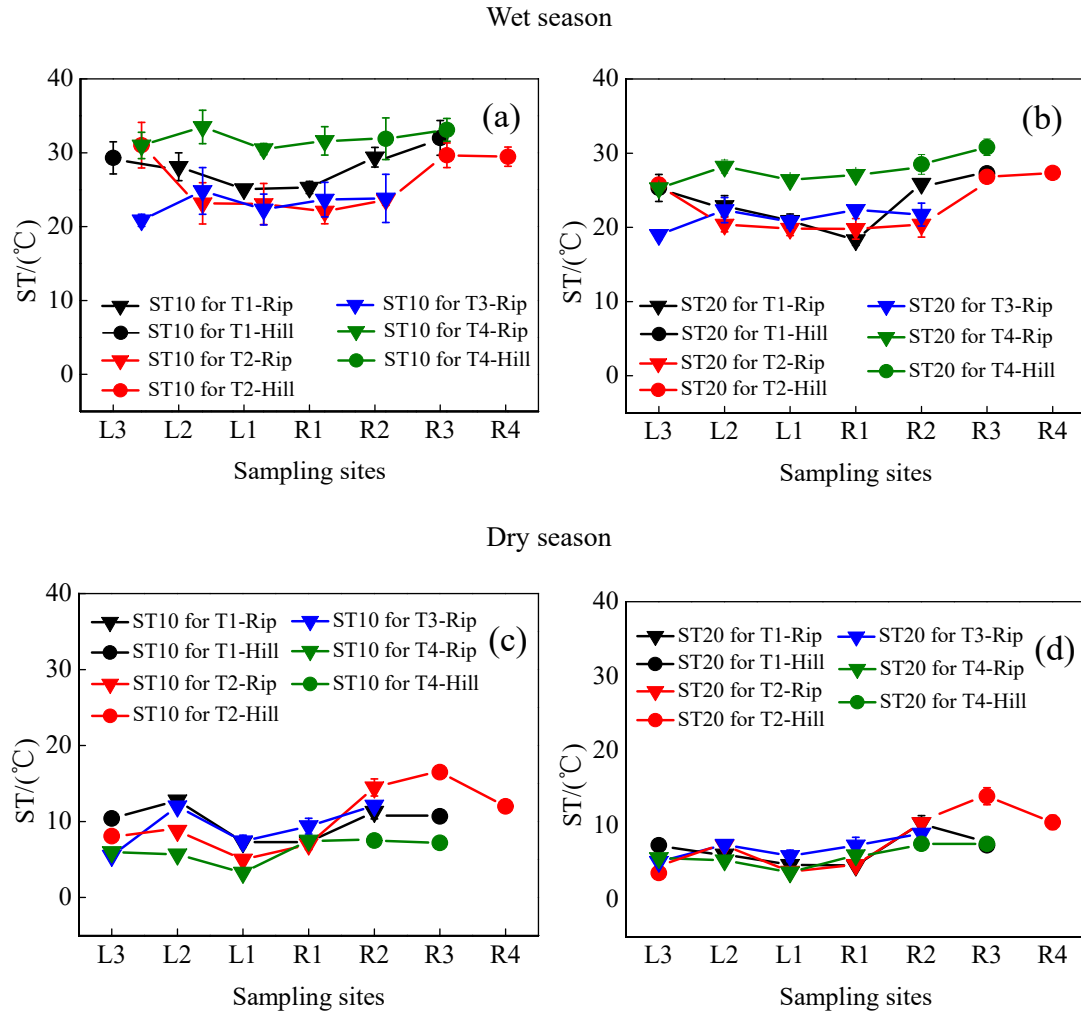 Wet season
(a)
40
30
20
10
0
ST/(℃)
ST10 for T1-Rip
ST10 for T1-Hill
ST10 for T2-Rip
ST10 for T2-Hill
ST10 for T3-Rip
ST10 for T4-Rip
ST10 for T4-Hill
L3 L2 L1 R1 R2 R3 R4
Sampling sites
(b)
40
30
20
10
0
ST/(℃)
ST20 for T1-Rip
ST20 for T1-Hill
ST20 for T2-Rip
ST20 for T2-Hill
ST20 for T3-Rip
ST20 for T4-Rip
ST20 for T4-Hill
L3 L2 L1 R1 R2 R3 R4
Sampling sites
Dry season
40
30
20
10
0
ST/(℃)
ST10 for T1-Rip
ST10 for T1-Hill
ST10 for T2-Rip
ST10 for T2-Hill
ST10 for T3-Rip
ST10 for T4-Rip
ST10 for T4-Hill
(c)
L3 L2 L1 R1 R2 R3 R4
Sampling sites
40
30
20
10
0
ST/(℃)
ST20 for T1-Rip
ST20 for T1-Hill
ST20 for T2-Rip
ST20 for T2-Hill
ST20 for T3-Rip
ST20 for T4-Rip
ST20 for T4-Hill
(d)
L3 L2 L1 R1 R2 R3 R4
Sampling sites